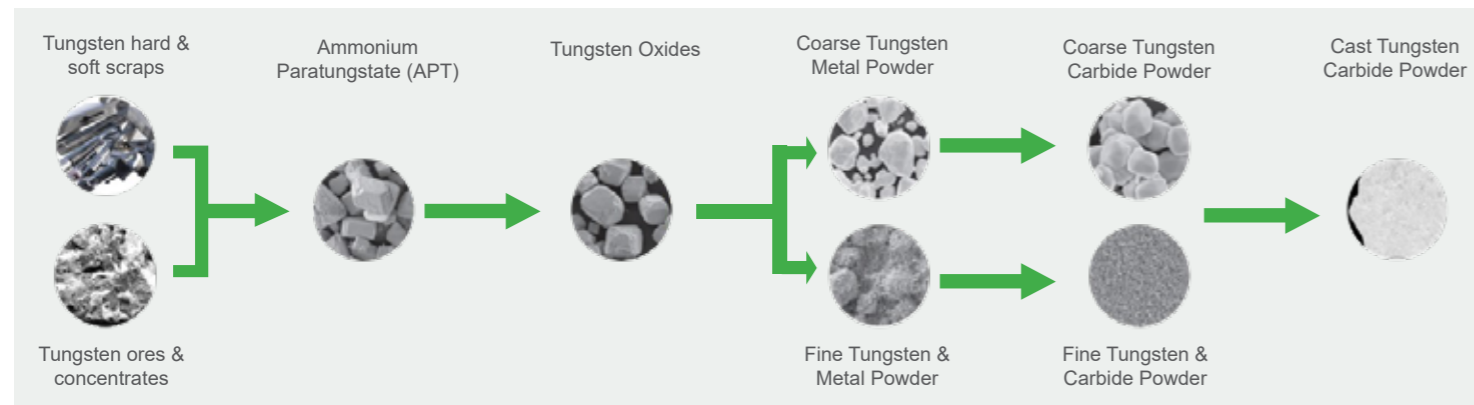 Tungsten hard &
soft scraps
Ammonium
Paratungstate (APT)
Tungsten Oxides
Coarse Tungsten
Metal Powder
Coarse Tungsten
Carbide Powder
Cast Tungsten
Carbide Powder
Tungsten ores &
concentrates
Fine Tungsten &
Metal Powder
Fine Tungsten &
Carbide Powder